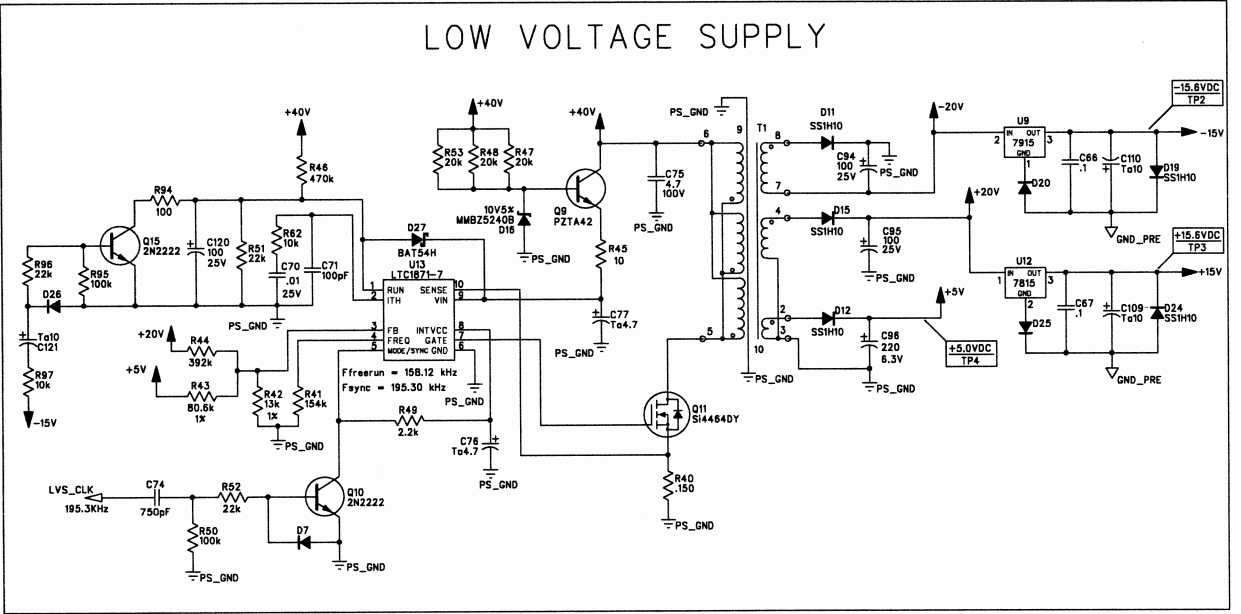 LOW VOLTAGE SUPPLY
+40V
R46
470k
R94
100
Q15
2N2222
R96
22k
R95
100k
D26
C120
100
25V
R51
22k
R62
10k
C70
.01
25V
C71
100pF
PS_GND
Ta10
C121
R97
10k
-15V
+20V
R44
392k
+5V
R43
80.6k
1%
R42
13k
1%
R41
154k
PS_GND
+40V
R53
20k
R48
20k
R47
20k
10V5%
MMBZ5240B
D16
PS_GND
+40V
Q9
PZTA42
R45
10
D27
BAT54H
U13
LTC1871-7
1
RUN
SENSE
10
2
ITH
VIN
9
3
FB
INTVCC
8
4
FREQ
GATE
7
5
MODE/SYNC
GND
6
Ffreerun = 158.12 kHz
Fsync = 195.30 kHz
PS_GND
C77
Ta4.7
PS_GND
R49
2.2k
C76
Ta4.7
PS_GND
LVS_CLK
195.3KHz
C74
750pF
R52
22k
R50
100k
PS_GND
D7
Q10
2N2222
PS_GND
C75
4.7
100V
PS_GND
PS_GND
6
5
9
T1
10
8
7
4
2
3
PS_GND
Q11
Si4464DY
R40
.150
PS_GND
D11
SS1H10
C94
100
25V
PS_GND
D15
SS1H10
C95
100
25V
PS_GND
D12
SS1H10
C96
220
6.3V
PS_GND
+5V
+5.0VDC
TP4
-20V
+20V
U9
2
IN
OUT
3
7915
GND
1
D20
C66
.1
C110
Ta10
D19
SS1H10
-15.6VDC
TP2
-15V
GND_PRE
U12
1
IN
OUT
3
7815
GND
2
D25
C67
.1
C109
Ta10
D24
SS1H10
+15.6VDC
TP3
+15V
GND_PRE